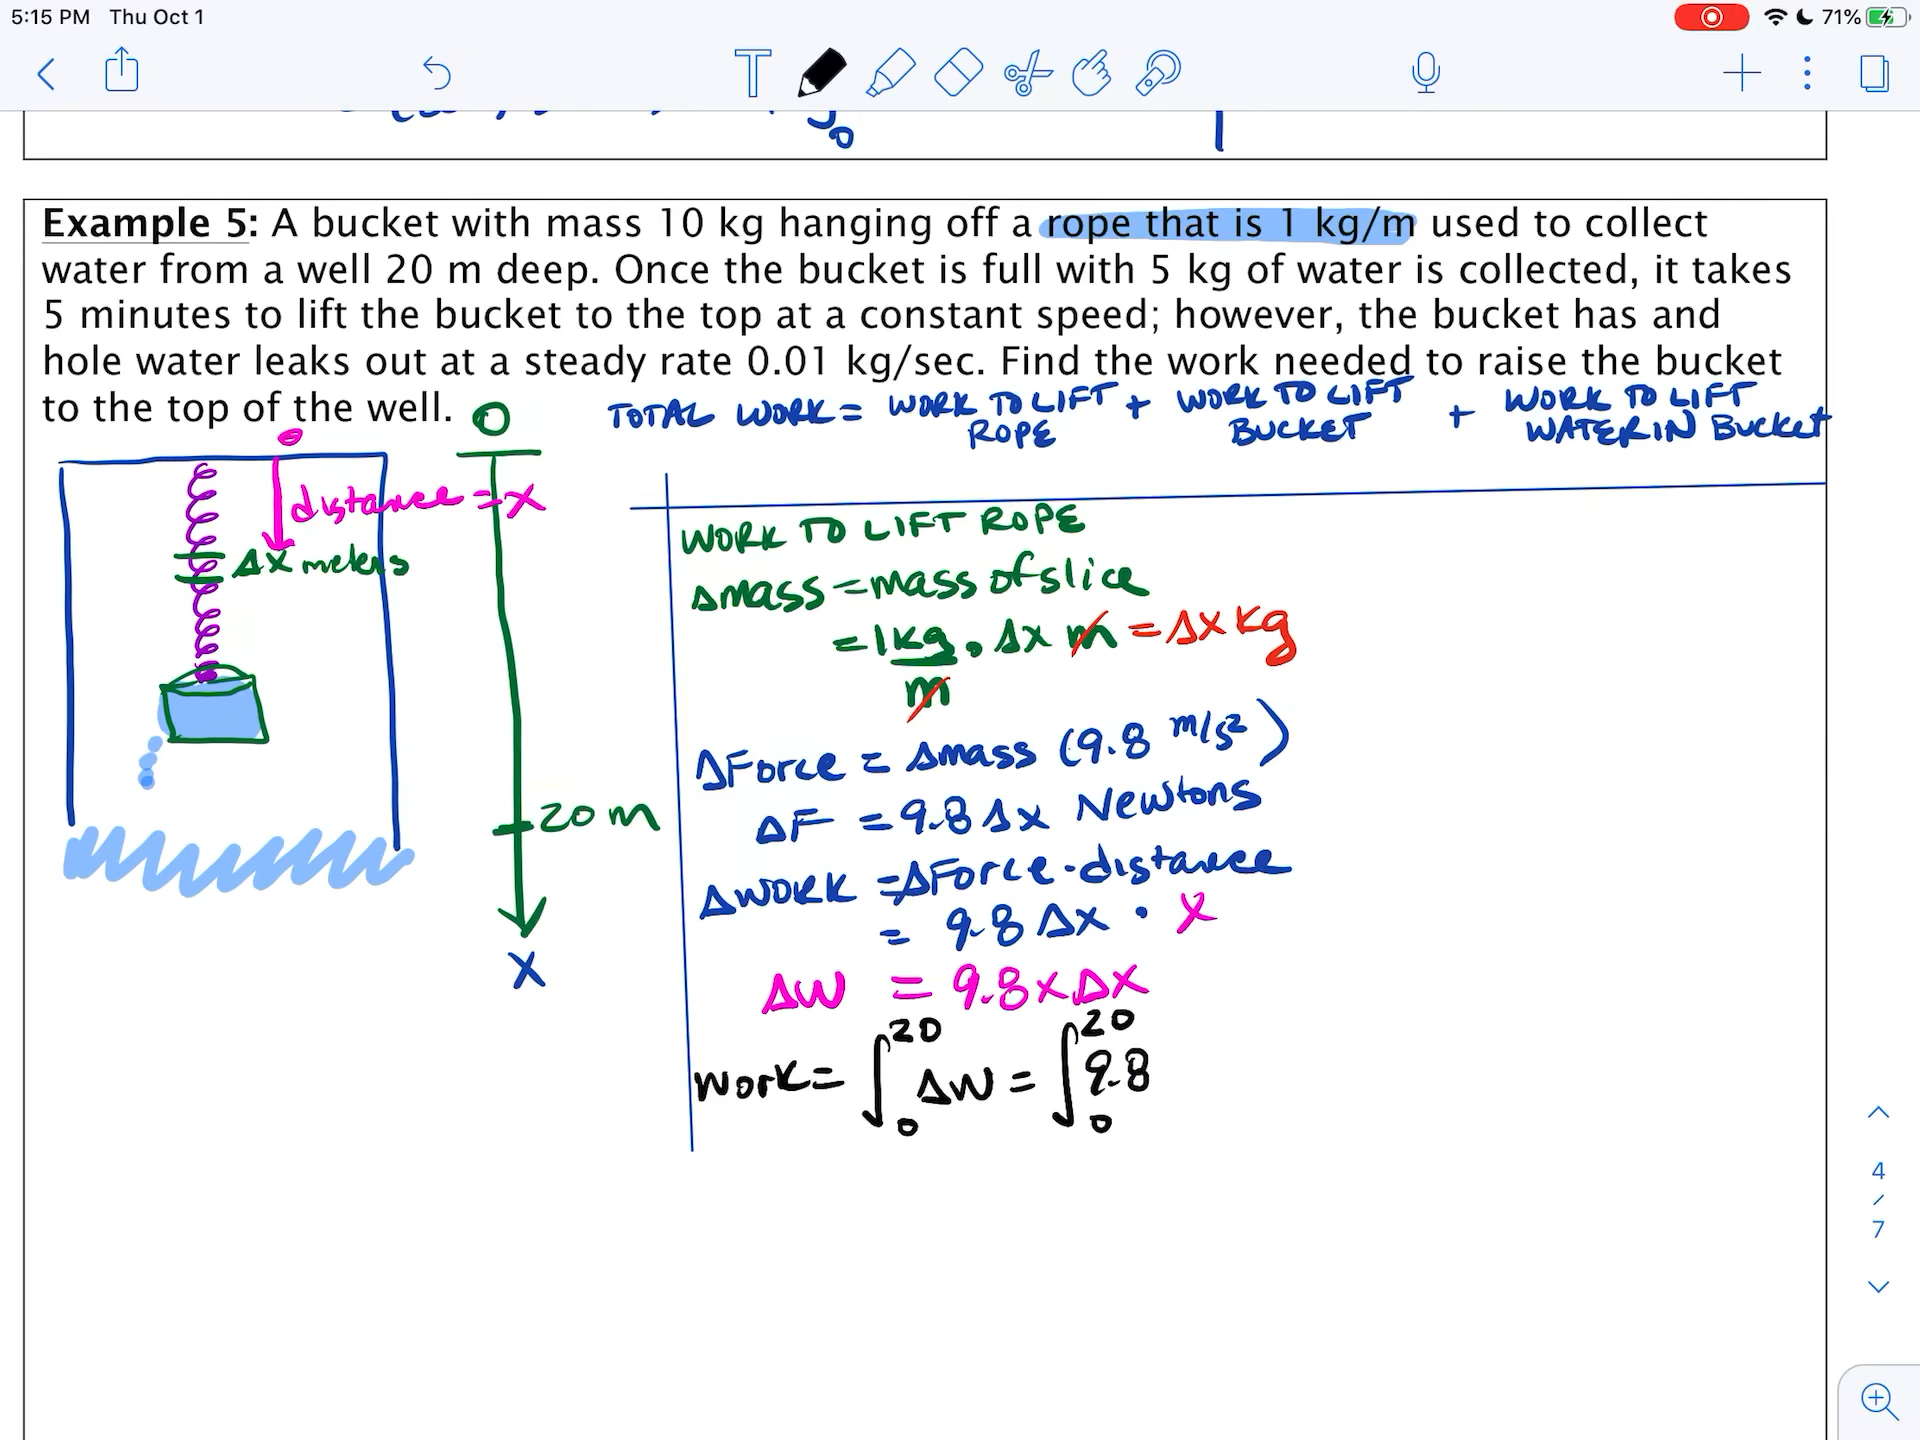 5:15 PM Thu Oct 1
71%
T
Example 5: A bucket with mass 10 kg hanging off a rope that is 1 kg/m used to collect
water from a well 20 m deep. Once the bucket is full with 5 kg of water is collected, it takes
5 minutes to lift the bucket to the top at a constant speed; however, the bucket has and
hole water leaks out at a steady rate 0.01 kg/sec. Find the work needed to raise the bucket
to the top of the well.
TOTAL WORK = WORK TO LIFT ROPE + WORK TO LIFT BUCKET + WORK TO LIFT WATER IN BUCKET
0
0
distance = x
Δx meters
20 m
x
WORK TO LIFT ROPE
Δmass = mass of slice
= 1 kg/m · Δx m = Δx kg
ΔForce = Δmass (9.8 m/s²)
ΔF = 9.8 Δx Newtons
ΔWORK = ΔForce · distance
= 9.8 Δx · x
ΔW = 9.8 x Δx
Work = ∫₀²⁰ ΔW = ∫₀²⁰ 9.8
4
/
7